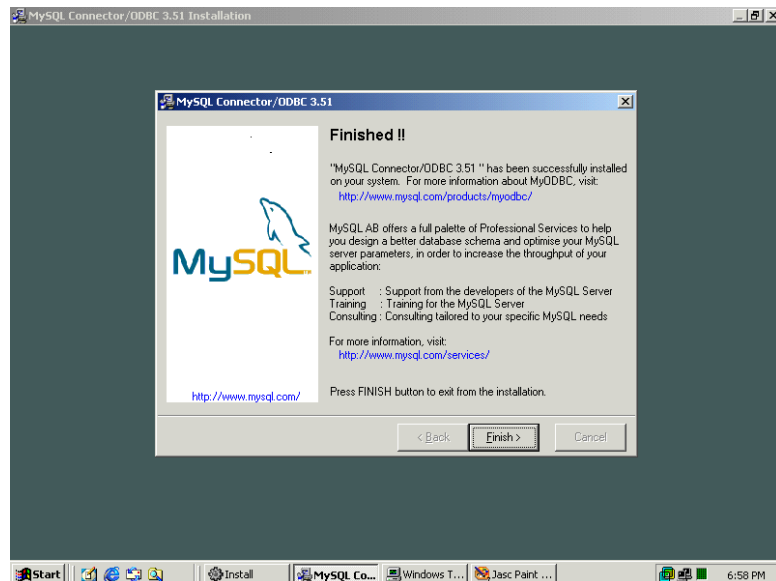 MySQL Connector/ODBC 3.51 Installation
MySQL Connector/ODBC 3.51
Finished !!
"MySQL Connector/ODBC 3.51 " has been successfully installed
on your system. For more information about MyODBC, visit:
http://www.mysql.com/products/myodbc/
MySQL AB offers a full palette of Professional Services to help
you design a better database schema and optimise your MySQL
server parameters, in order to increase the throughput of your
application:
Support : Support from the developers of the MySQL Server
Training : Training for the MySQL Server
Consulting : Consulting tailored to your specific MySQL needs
For more information, visit:
http://www.mysql.com/services/
Press FINISH button to exit from the installation.
MySQL
http://www.mysql.com/
< Back Finish > Cancel
Start Install MySQL Co... Windows T... Jasc Paint ... 6:58 PM